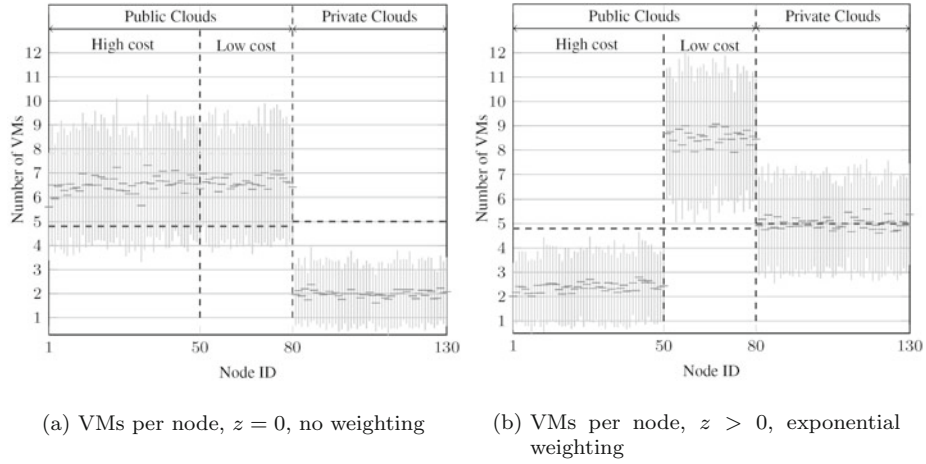 Public Clouds
Private Clouds
High cost
Low cost
12
11
10
9
8
7
6
5
4
3
2
1
Number of VMs
1
50
80
130
Node ID
(a) VMs per node, z = 0, no weighting
Public Clouds
Private Clouds
High cost
Low cost
12
11
10
9
8
7
6
5
4
3
2
1
Number of VMs
1
50
80
130
Node ID
(b) VMs per node, z > 0, exponential
weighting